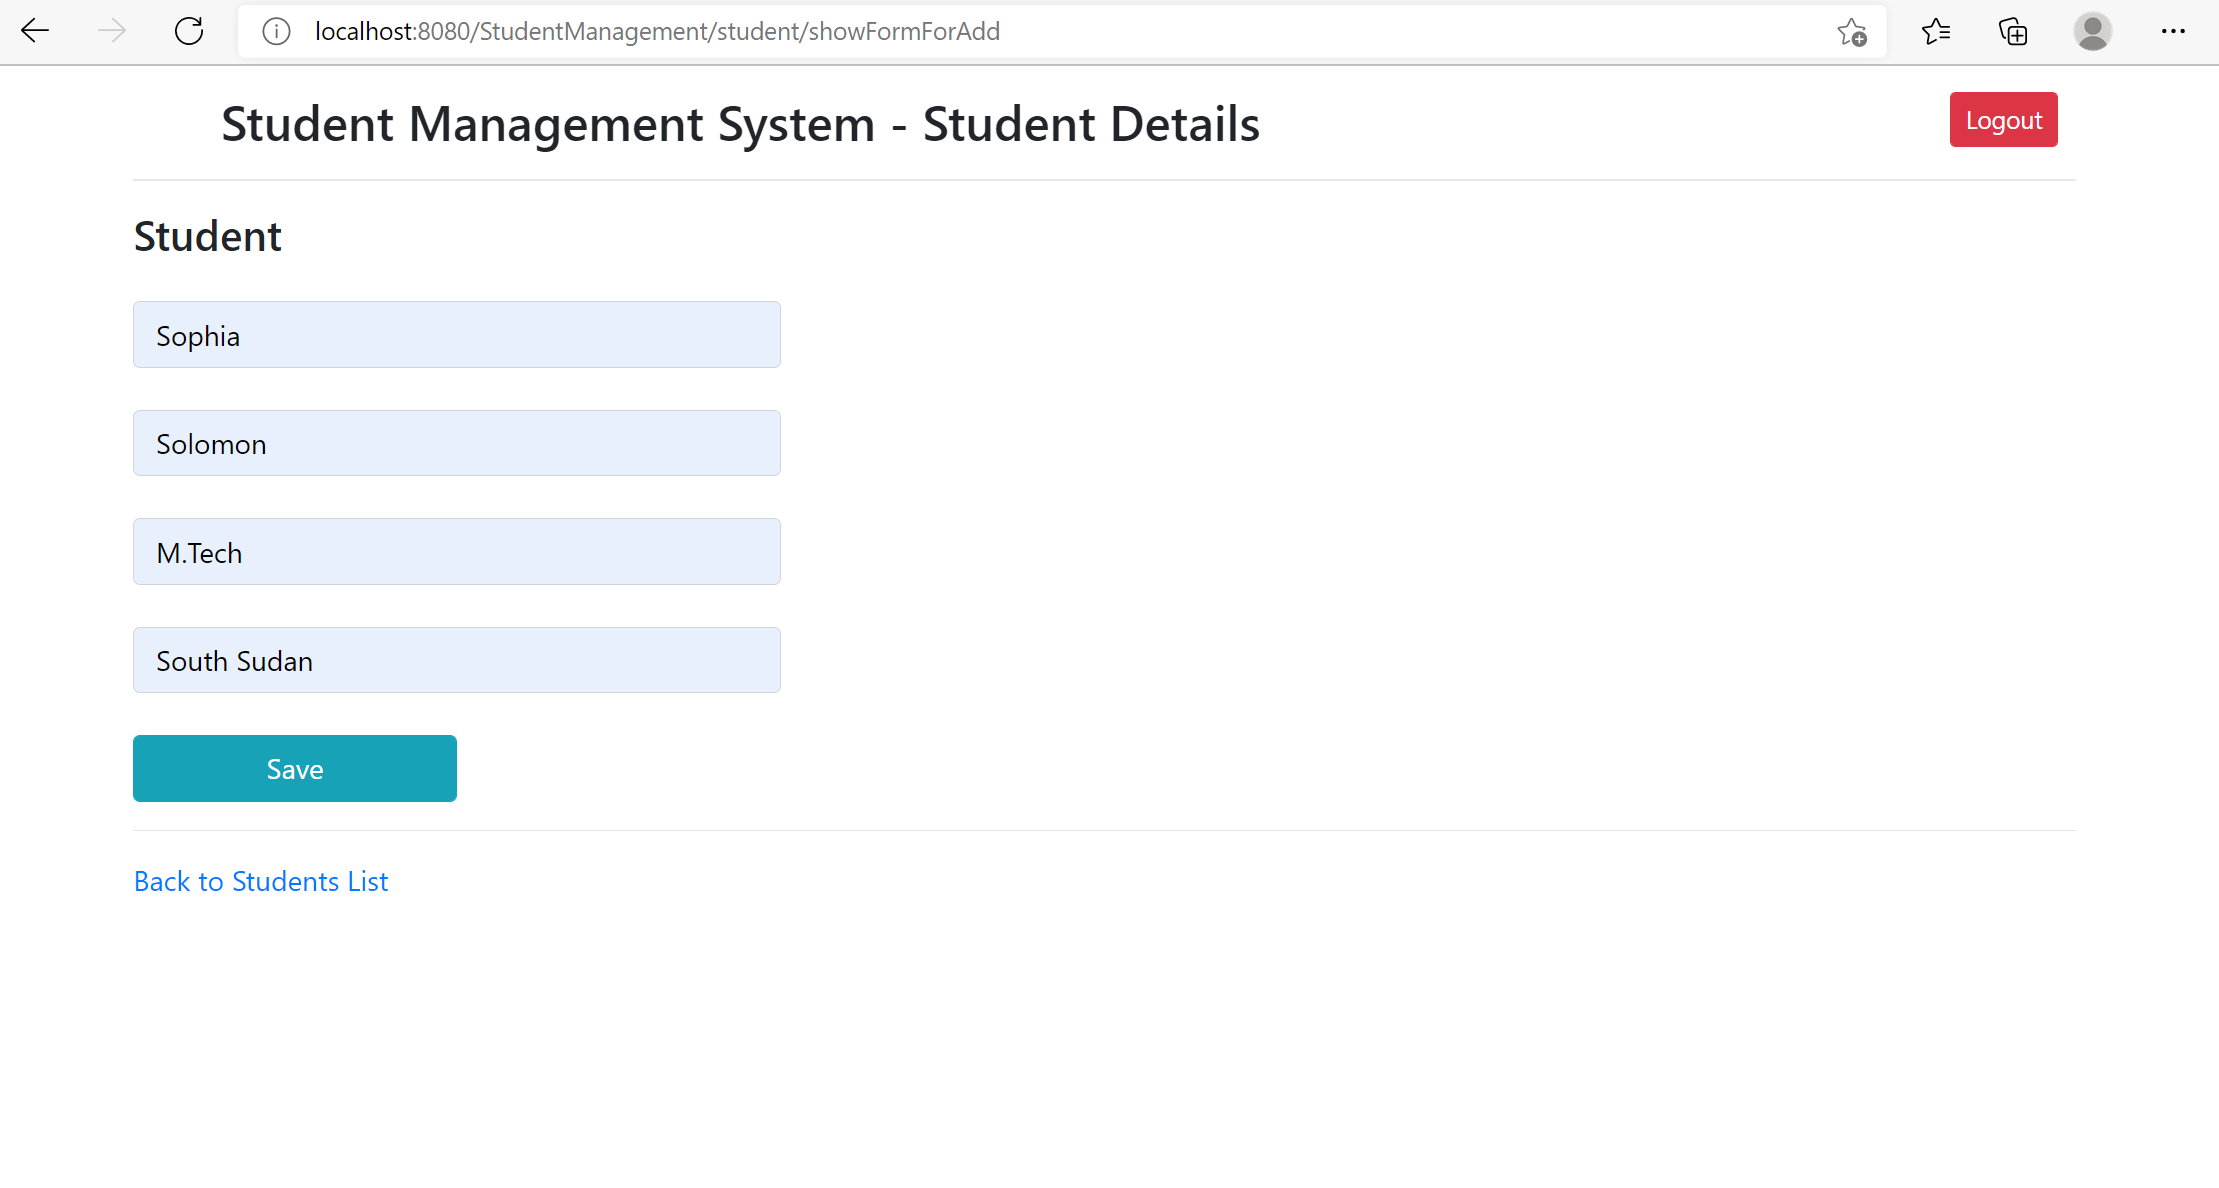 localhost:8080/StudentManagement/student/showFormForAdd
Student Management System - Student Details
Logout
Student
Sophia
Solomon
M.Tech
South Sudan
Save
Back to Students List